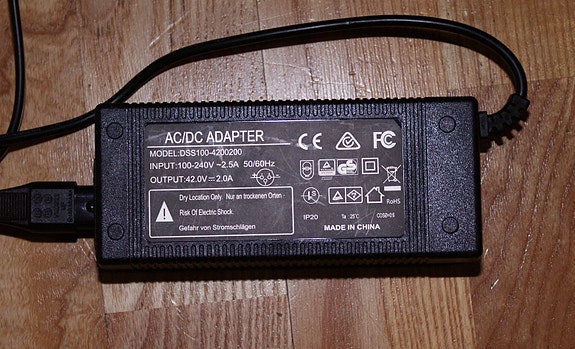 AC/DC ADAPTER
MODEL:DSS100-4200200
INPUT:100-240V ~2.5A 50/60Hz
OUTPUT:42.0V ⎓ 2.0A
Dry Location Only. Nur an trockenen Orten .
Risk Of Electric Shock.
Gefahr von Stromschlägen
CE FC
RoHS
IP20 Ta 25°C
MADE IN CHINA